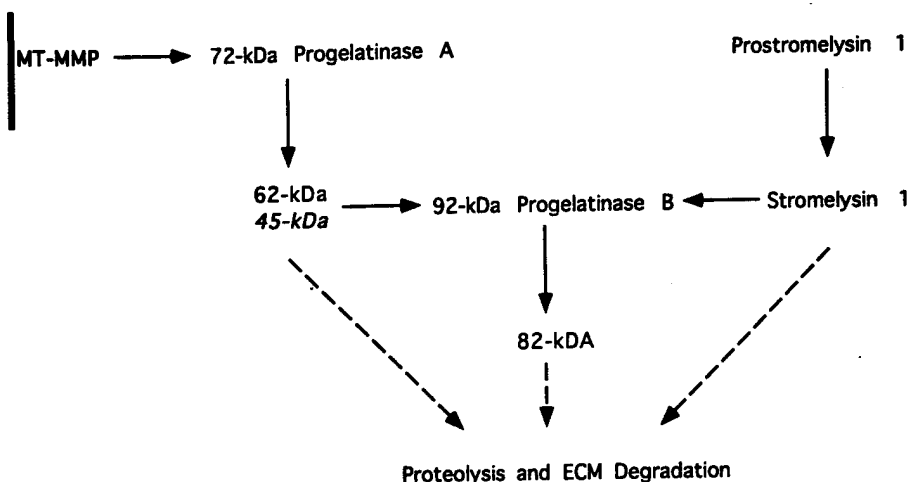 MT-MMP
72-kDa Progelatinase A
Prostromelysin 1
62-kDa
45-kDa
92-kDa Progelatinase B
Stromelysin 1
82-kDA
Proteolysis and ECM Degradation